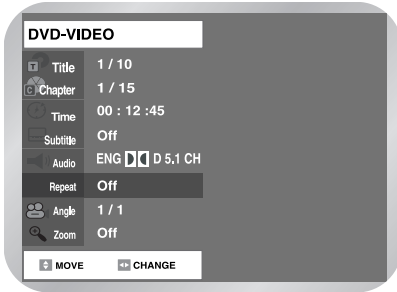 DVD-VIDEO
T Title 1 / 10
C Chapter 1 / 15
Time 00 : 12 :45
Subtitle Off
Audio ENG D 5.1 CH
Repeat Off
Angle 1 / 1
Zoom Off
MOVE CHANGE